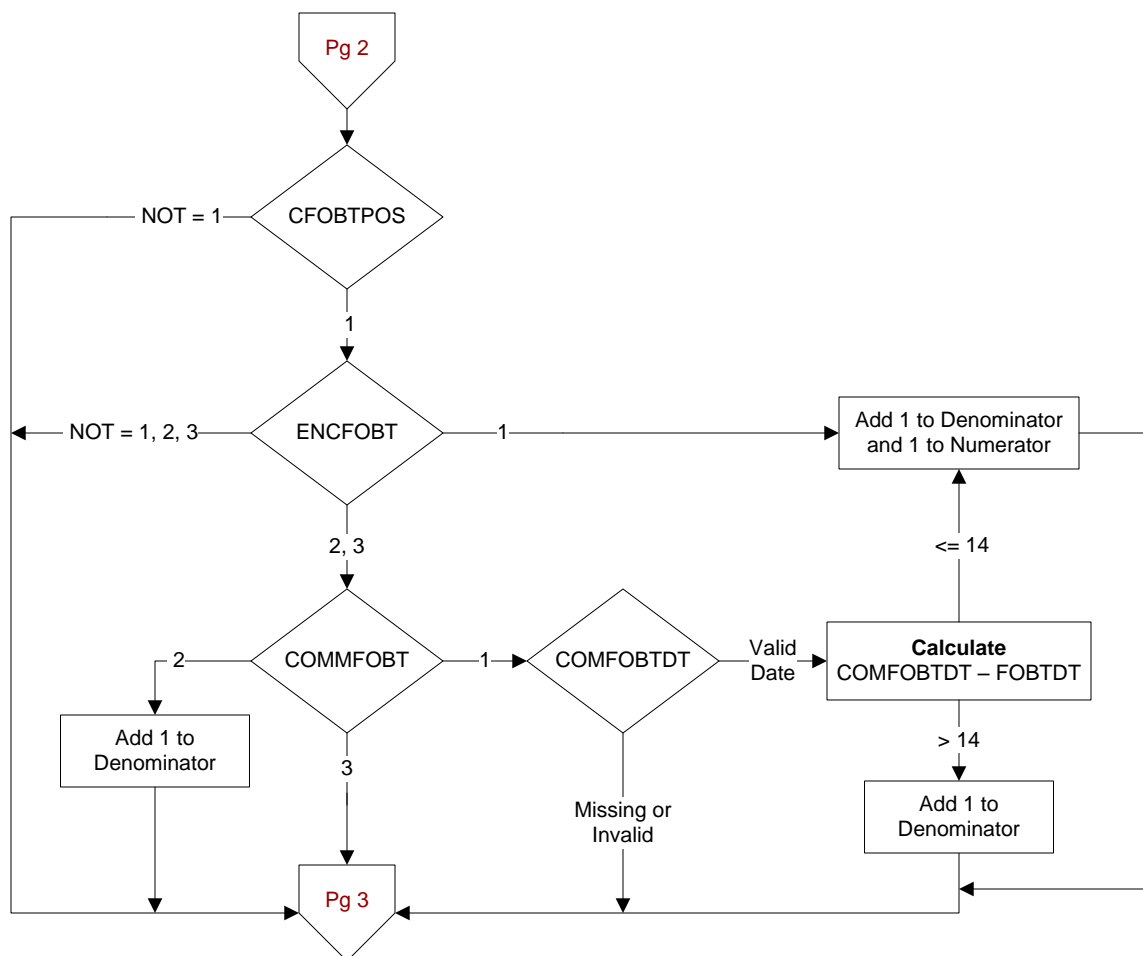 Pg 2
CFOBTPOS
NOT = 1
1
ENCFOBT
NOT = 1, 2, 3
1
Add 1 to Denominator
and 1 to Numerator
2, 3
<= 14
COMMFOBT
2
1
COMFOBTDT
Valid
Date
Calculate
COMFOBTDT – FOBTDT
Add 1 to
Denominator
3
Missing or
Invalid
> 14
Add 1 to
Denominator
Pg 3